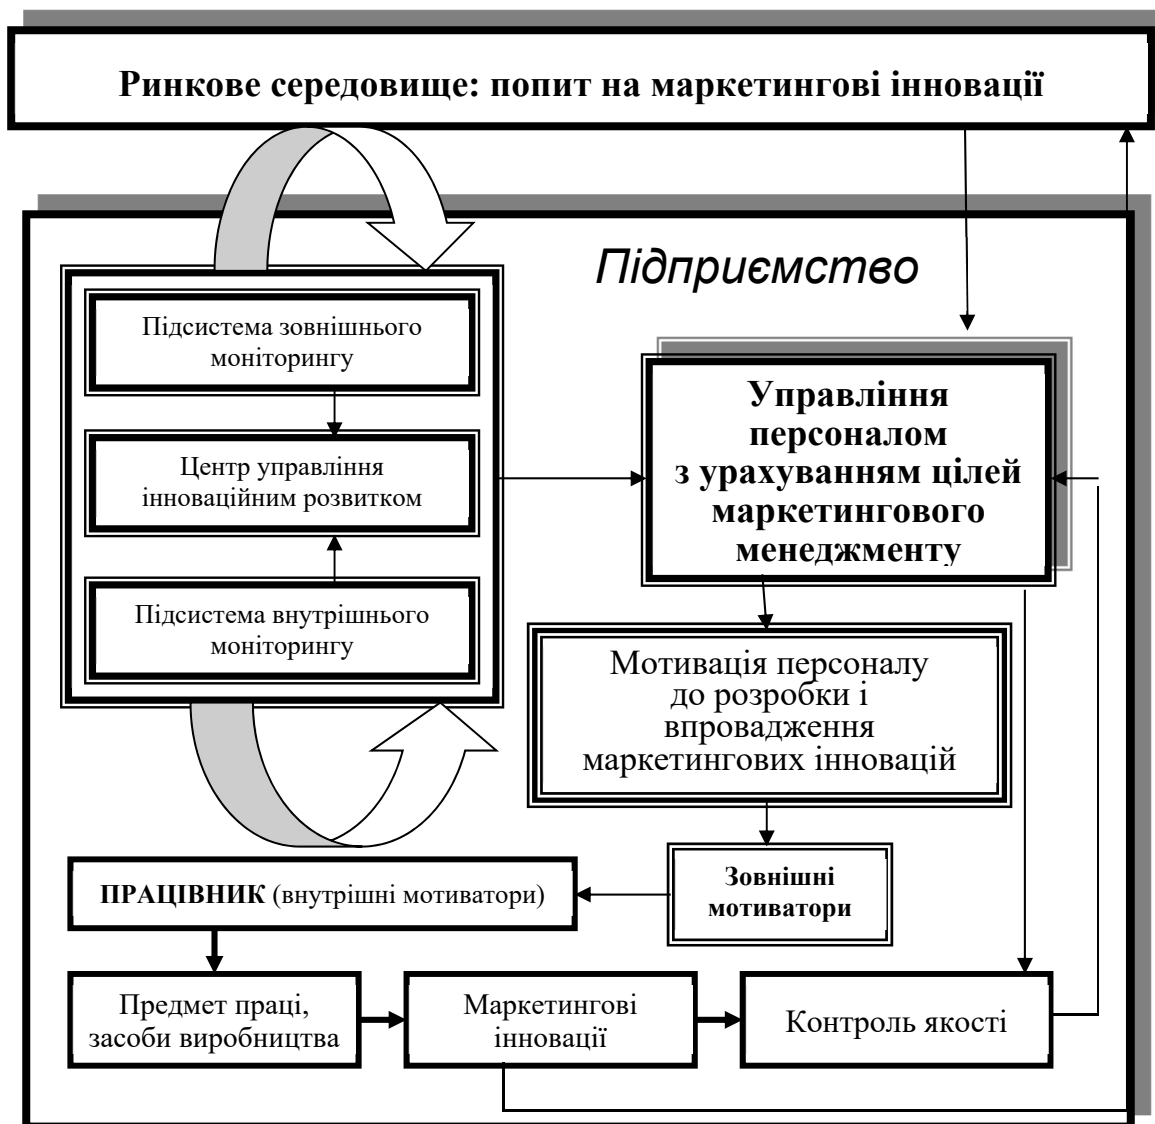 Ринкове середовище: попит на маркетингові інновації
Підприємство
Підсистема зовнішнього
моніторингу
Центр управління
інноваційним розвитком
Підсистема внутрішнього
моніторингу
Управління
персоналом
з урахуванням цілей
маркетингового
менеджменту
Мотивація персоналу
до розробки і
впровадження
маркетингових інновацій
Зовнішні
мотиватори
ПРАЦІВНИК (внутрішні мотиватори)
Предмет праці,
засоби виробництва
Маркетингові
інновації
Контроль якості